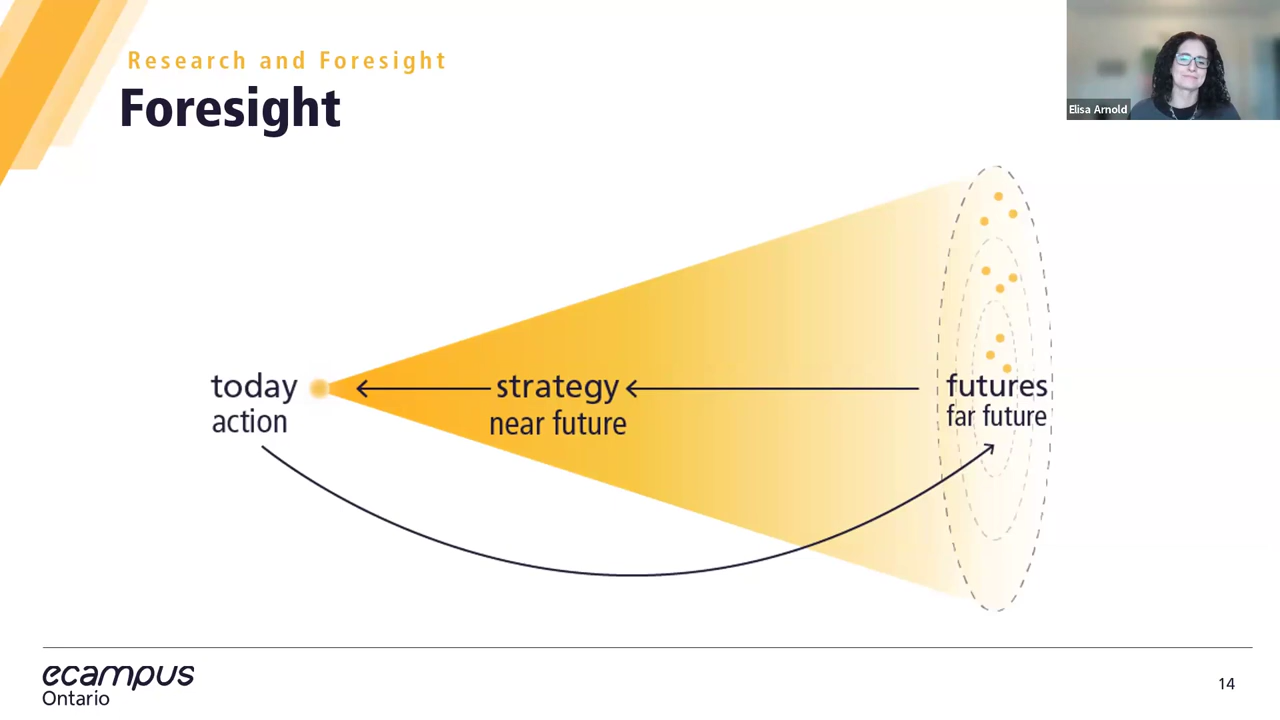 Research and Foresight
Foresight
Elisa Arnold
today
action
strategy
near future
futures
far future
ecampus
Ontario
14